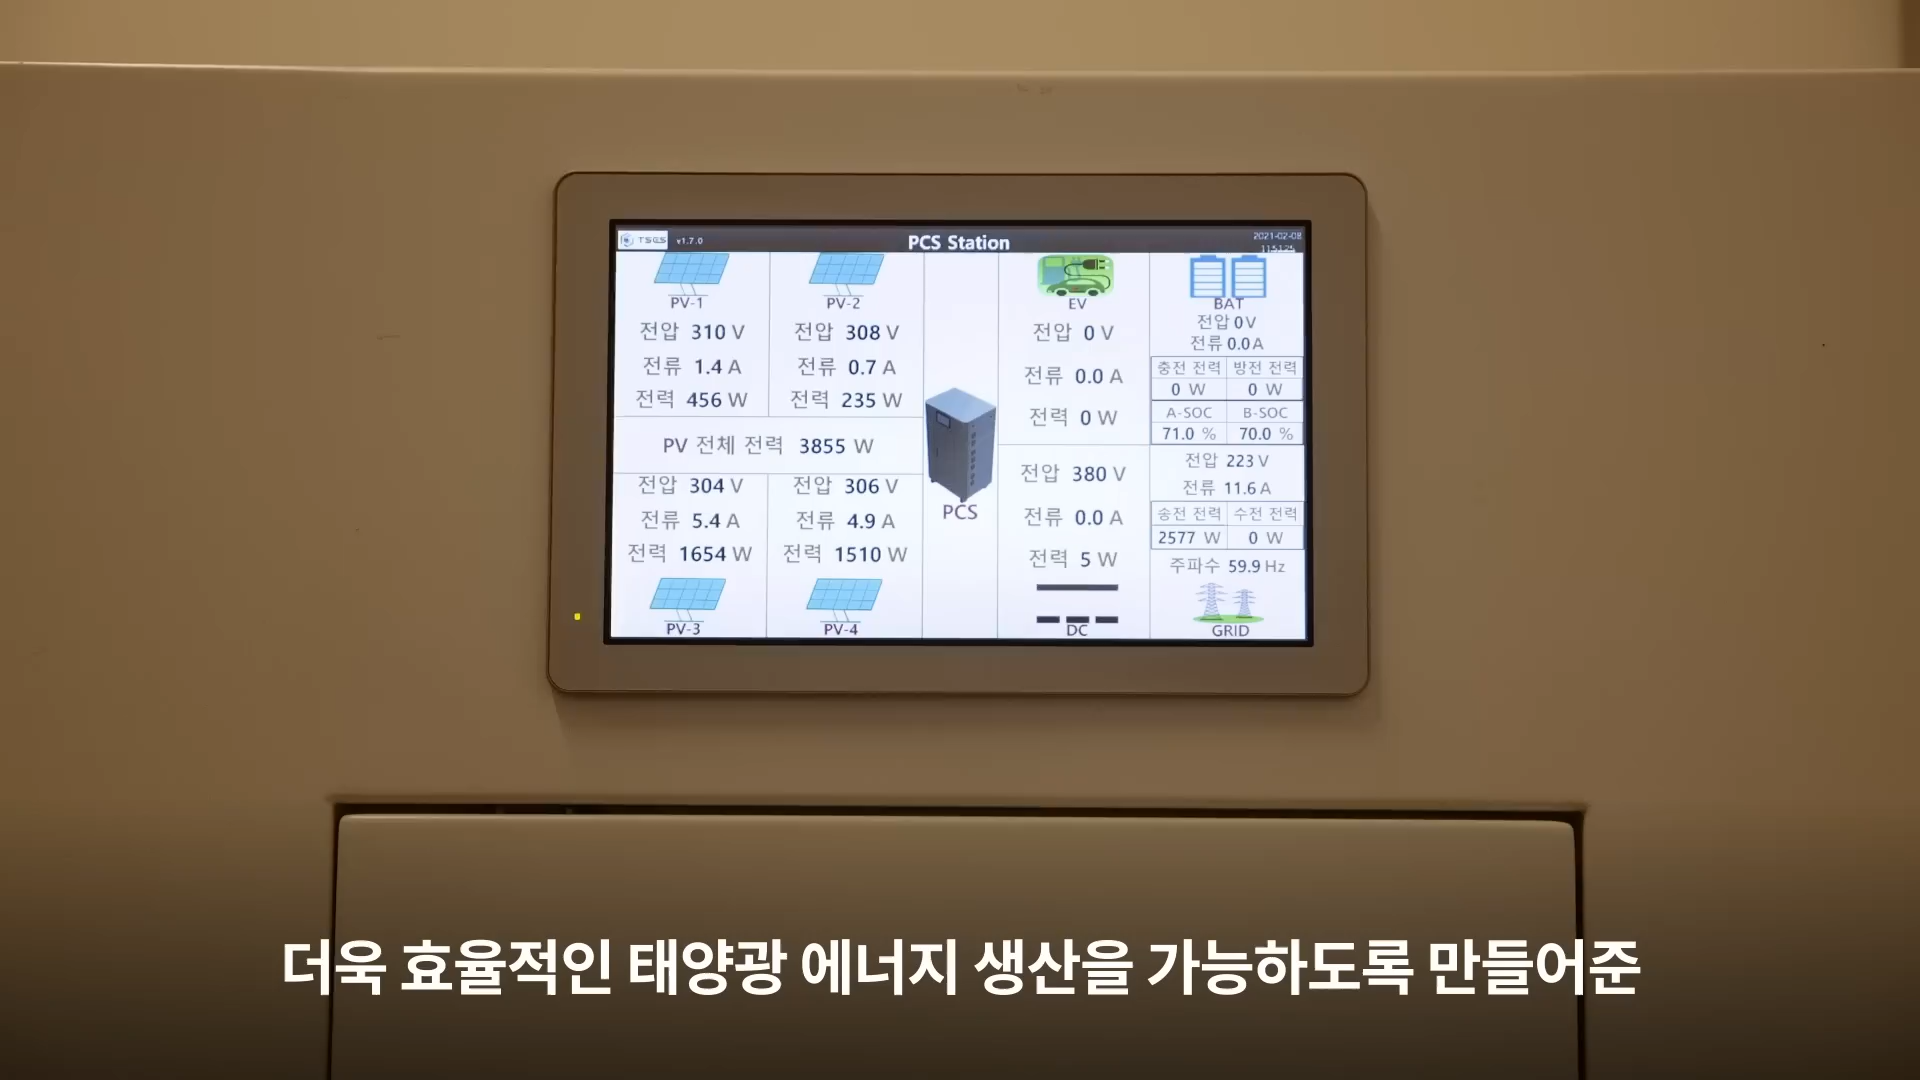 TSES v1.7.0
PCS Station
2021-02-08
PV-1
전압 310 V
전류 1.4 A
전력 456 W
PV-2
전압 308 V
전류 0.7 A
전력 235 W
PV 전체 전력 3855 W
전압 304 V
전류 5.4 A
전력 1654 W
PV-3
전압 306 V
전류 4.9 A
전력 1510 W
PV-4
PCS
EV
전압 0 V
전류 0.0 A
전력 0 W
전압 380 V
전류 0.0 A
전력 5 W
DC
BAT
전압 0 V
전류 0.0 A
충전 전력 방전 전력
0 W 0 W
A-SOC B-SOC
71.0 % 70.0 %
전압 223 V
전류 11.6 A
송전 전력 수전 전력
2577 W 0 W
주파수 59.9 Hz
GRID
더욱 효율적인 태양광 에너지 생산을 가능하도록 만들어준